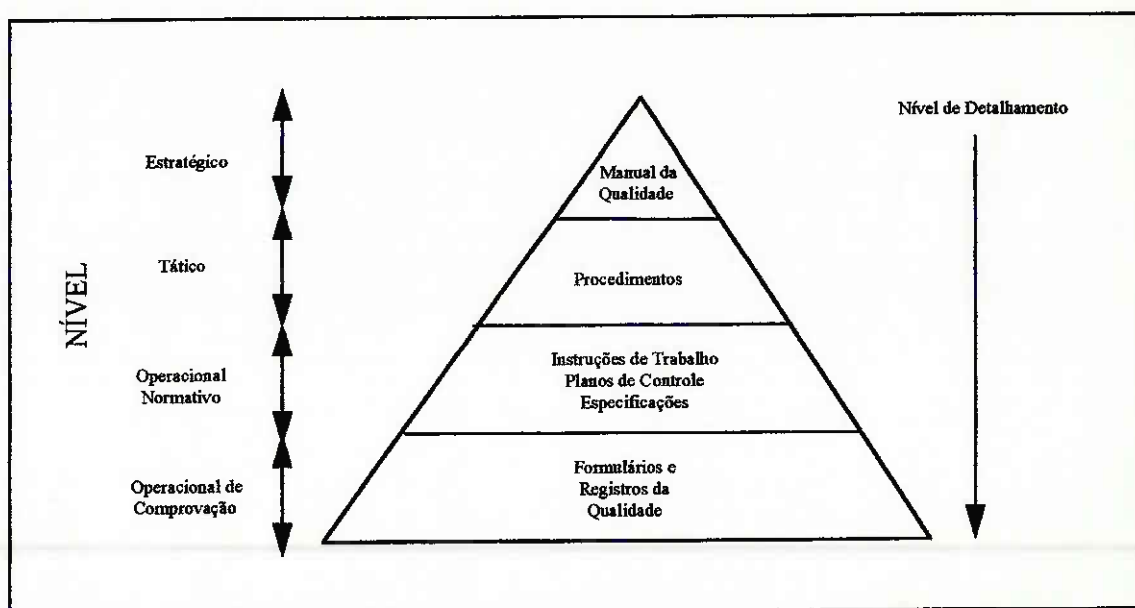 NÍVEL
Estratégico
Tático
Operacional
Normativo
Operacional de
Comprovação
Manual da
Qualidade
Procedimentos
Instruções de Trabalho
Planos de Controle
Especificações
Formulários e
Registros da
Qualidade
Nível de Detalhamento